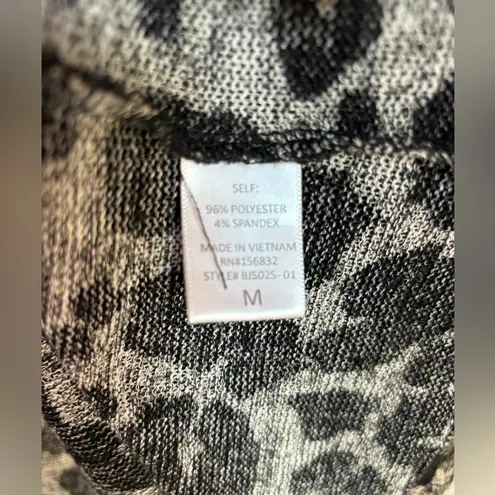 SELF:
96% POLYESTER
4% SPANDEX
MADE IN VIETNAM
RN#156832
STYLE# BJ5025-01
M